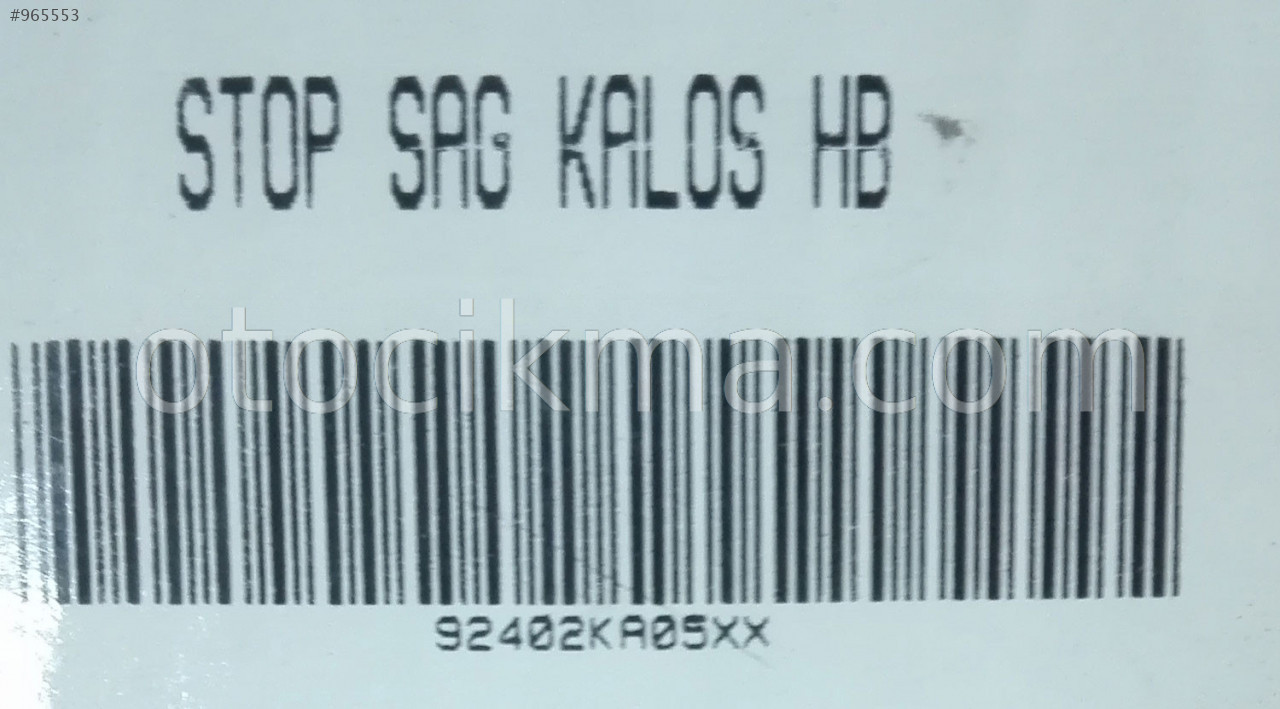 #965553
STOP SAG KALOS HB
otocikma.com
92402KA05XX